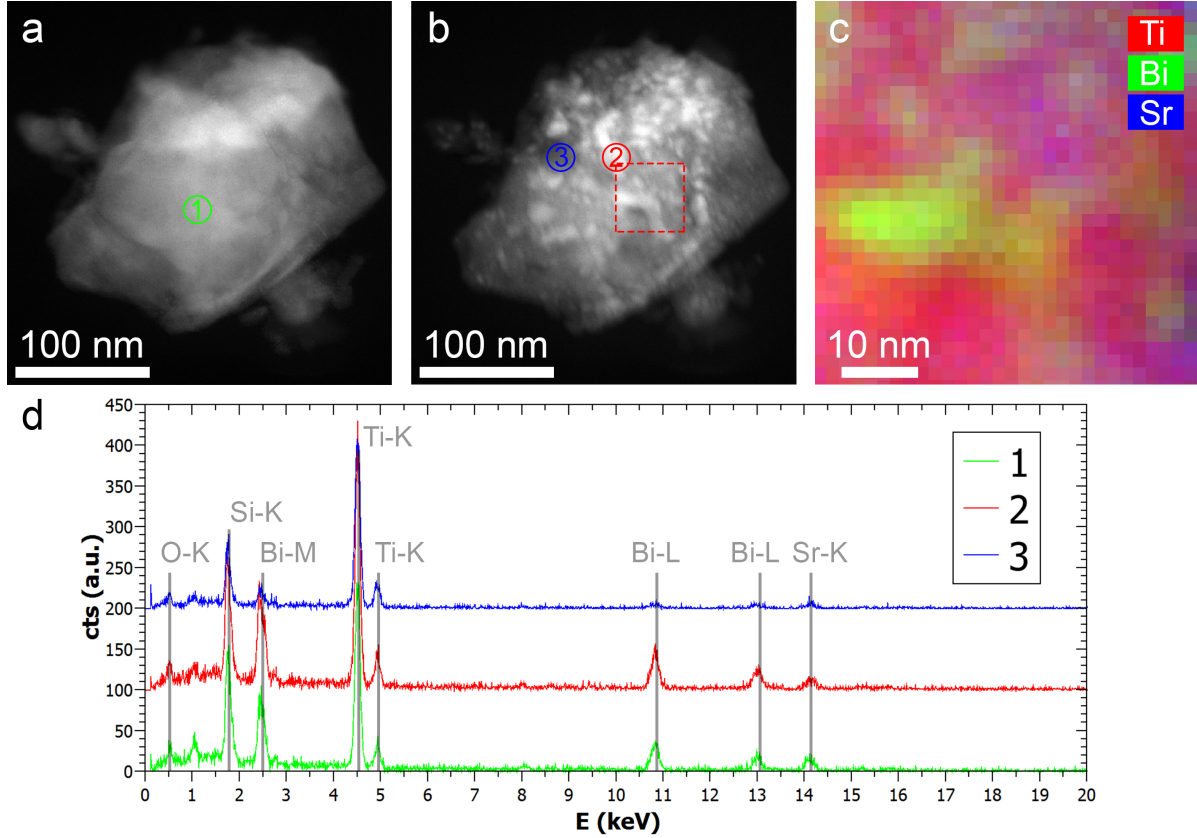 a
b
c
Ti
Bi
Sr
①
③
②
100 nm
100 nm
10 nm
d
450
400
350
300
250
200
150
100
50
0
cts (a.u.)
O-K
Si-K
Bi-M
Ti-K
Ti-K
Bi-L
Bi-L
Sr-K
1
2
3
0 1 2 3 4 5 6 7 8 9 10 11 12 13 14 15 16 17 18 19 20
E (keV)